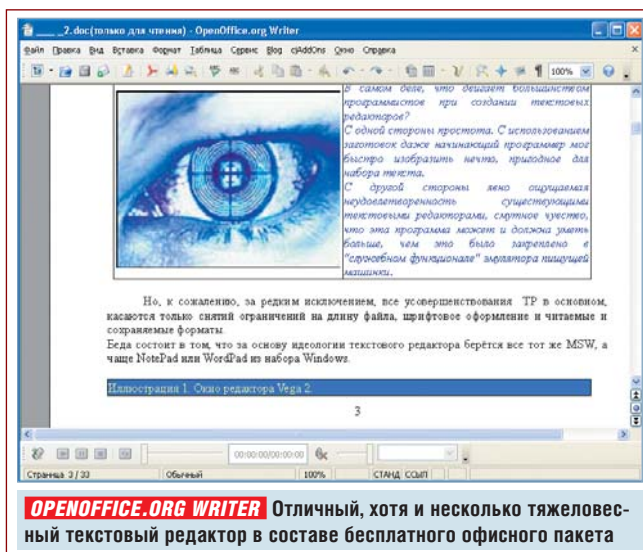 ____ _2.doc(только для чтения) - OpenOffice.org Writer
Файл Правка Вид Вставка Формат Таблица Сервис Blog cjAddOns Окно Справка
100%
В самом деле, что двигает большинством
программистов при создании текстовых
редакторов?
С одной стороны простота. С использованием
заготовок даже начинающий программер мог
быстро изобразить нечто, пригодное для
набора текста.
С другой стороны явно ощущаемая
неудовлетворенность существующими
текстовыми редакторами, смутное чувство,
что эта программа может и должна уметь
больше, чем это было закреплено в
"служебном функционале" эмулятора пишущей
машинки.
Но, к сожалению, за редким исключением, все усовершенствования ТР в основном,
касаются только снятий ограничений на длину файла, шрифтовое оформление и читаемые и
сохраняемые форматы.
Беда состоит в том, что за основу идеологии текстового редактора берётся все тот же MSW, а
чаще NotePad или WordPad из набора Windows.
Иллюстрация 1. Окно редактора Vega 2.
3
00:00:00/00:00:00
Страница 3 / 33 Обычный 100% СТАНД ССЫЛ
OPENOFFICE.ORG WRITER Отличный, хотя и несколько тяжеловес-
ный текстовый редактор в составе бесплатного офисного пакета